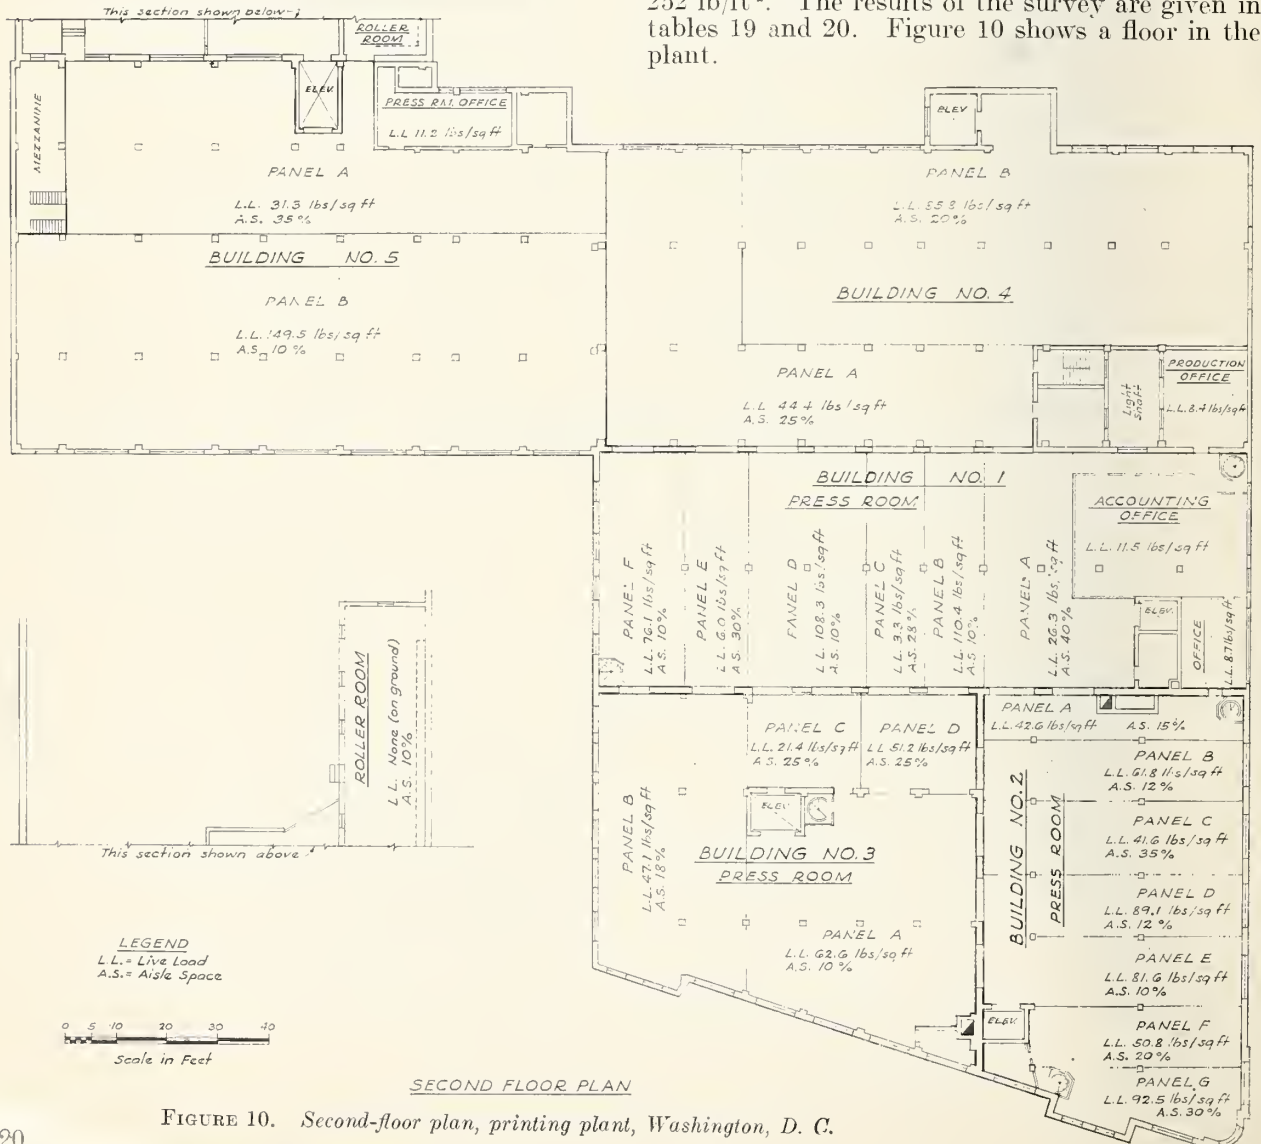 252 lb/ft². The results of the survey are given in
tables 19 and 20. Figure 10 shows a floor in the
plant.
This section shown below
ROLLER
ROOM
MEZZANINE
ELEV.
PRESS RM. OFFICE
L.L 11.2 lbs/sq ft
PANEL A
L.L. 31.3 lbs/sq ft
A.S. 35%
BUILDING NO. 5
PANEL B
L.L. 149.5 lbs/sq ft
A.S. 10%
ELEV
PANEL B
L.L. 55.8 lbs/sq ft
A.S. 20%
BUILDING NO. 4
PANEL A
L.L 44.4 lbs/sq ft
A.S. 25%
Light
Shaft
PRODUCTION
OFFICE
L.L. 8.4 lbs/sq ft
BUILDING NO. 1
PRESS ROOM
PANEL F
L.L. 76.1 lbs/sq ft
A.S. 10%
PANEL E
L.L. 6.0 lbs/sq ft
A.S. 30%
PANEL D
L.L. 108.3 lbs/sq ft
A.S. 10%
PANEL C
L.L. 3.3 lbs/sq ft
A.S. 28%
PANEL B
L.L. 110.4 lbs/sq ft
A.S. 10%
PANEL A
L.L. 26.3 lbs/sq ft
A.S. 40%
ACCOUNTING
OFFICE
L.L. 11.5 lbs/sq ft
ELEV.
OFFICE
L.L. 8.7 lbs/sq ft
PANEL C
L.L. 21.4 lbs/sq ft
A.S. 25%
PANEL D
L.L 51.2 lbs/sq ft
A.S. 25%
PANEL B
L.L. 47.1 lbs/sq ft
A.S. 18%
ELEV
BUILDING NO. 3
PRESS ROOM
PANEL A
L.L. 62.6 lbs/sq ft
A.S. 10%
BUILDING NO. 2
PRESS ROOM
PANEL A
L.L. 42.6 lbs/sq ft A.S. 15%
PANEL B
L.L. 61.8 lbs/sq ft
A.S. 12%
PANEL C
L.L. 41.6 lbs/sq ft
A.S. 35%
PANEL D
L.L. 89.1 lbs/sq ft
A.S. 12%
PANEL E
L.L. 81.6 lbs/sq ft
A.S. 10%
ELEV.
PANEL F
L.L. 50.8 lbs/sq ft
A.S. 20%
PANEL G
L.L. 92.5 lbs/sq ft
A.S. 30%
ROLLER ROOM
L.L. None (on ground)
A.S. 10%
This section shown above
LEGEND
L.L. = Live Load
A.S. = Aisle Space
0 5 10 20 30 40
Scale in Feet
SECOND FLOOR PLAN
FIGURE 10. Second-floor plan, printing plant, Washington, D. C.
20